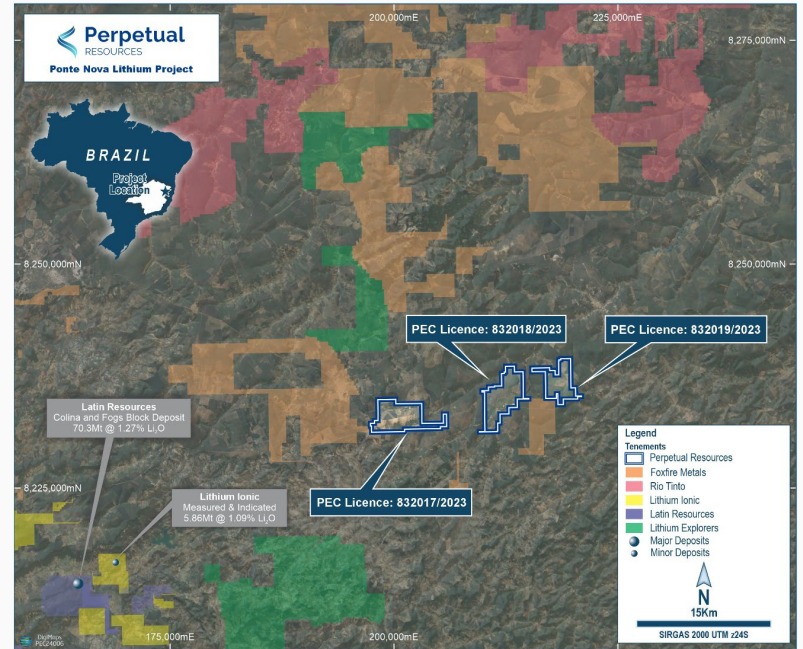 Perpetual
RESOURCES
Ponte Nova Lithium Project
200,000mE
225,000mE
8,275,000mN
BRAZIL
Project
Location
8,250,000mN
8,250,000mN
PEC Licence: 832018/2023
PEC Licence: 832019/2023
Latin Resources
Colina and Fogs Block Deposit
70.3Mt @ 1.27% Li₂O
8,225,000mN
Lithium Ionic
Measured & Indicated
5.86Mt @ 1.09% Li₂O
PEC Licence: 832017/2023
Legend
Tenements
Perpetual Resources
Foxfire Metals
Rio Tinto
Lithium Ionic
Latin Resources
Lithium Explorers
Major Deposits
Minor Deposits
N
15Km
SIRGAS 2000 UTM z24S
DigiMaps
PEC24006
175,000mE
200,000mE